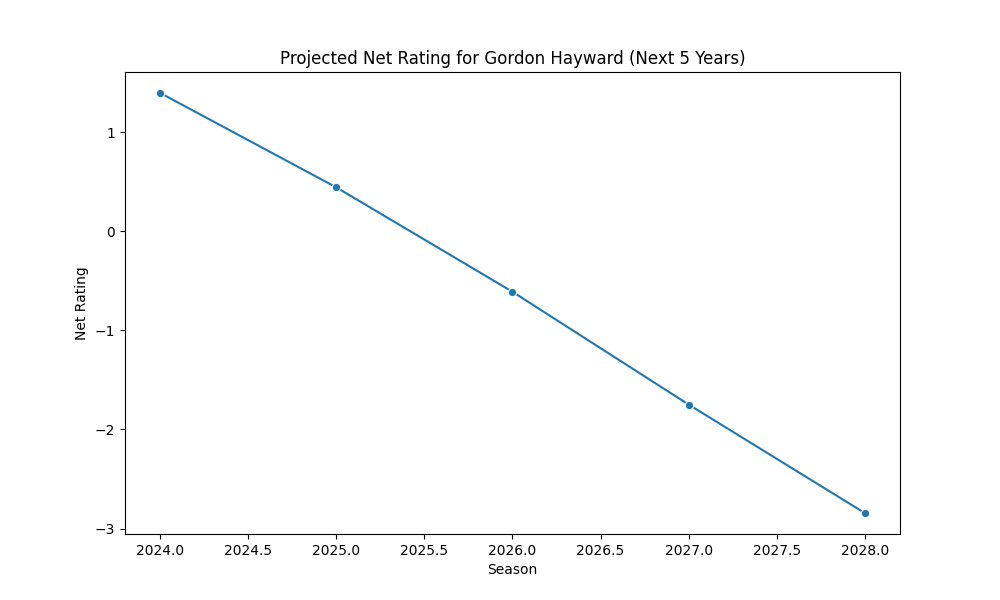 Projected Net Rating for Gordon Hayward (Next 5 Years)
Net Rating
1
0
−1
−2
−3
2024.0 2024.5 2025.0 2025.5 2026.0 2026.5 2027.0 2027.5 2028.0
Season